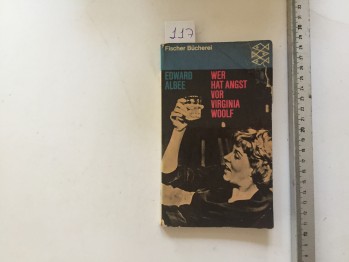 117
Fischer Bücherei
EDWARD
ALBEE
WER
HAT ANGST
VOR
VIRGINIA
WOOLF